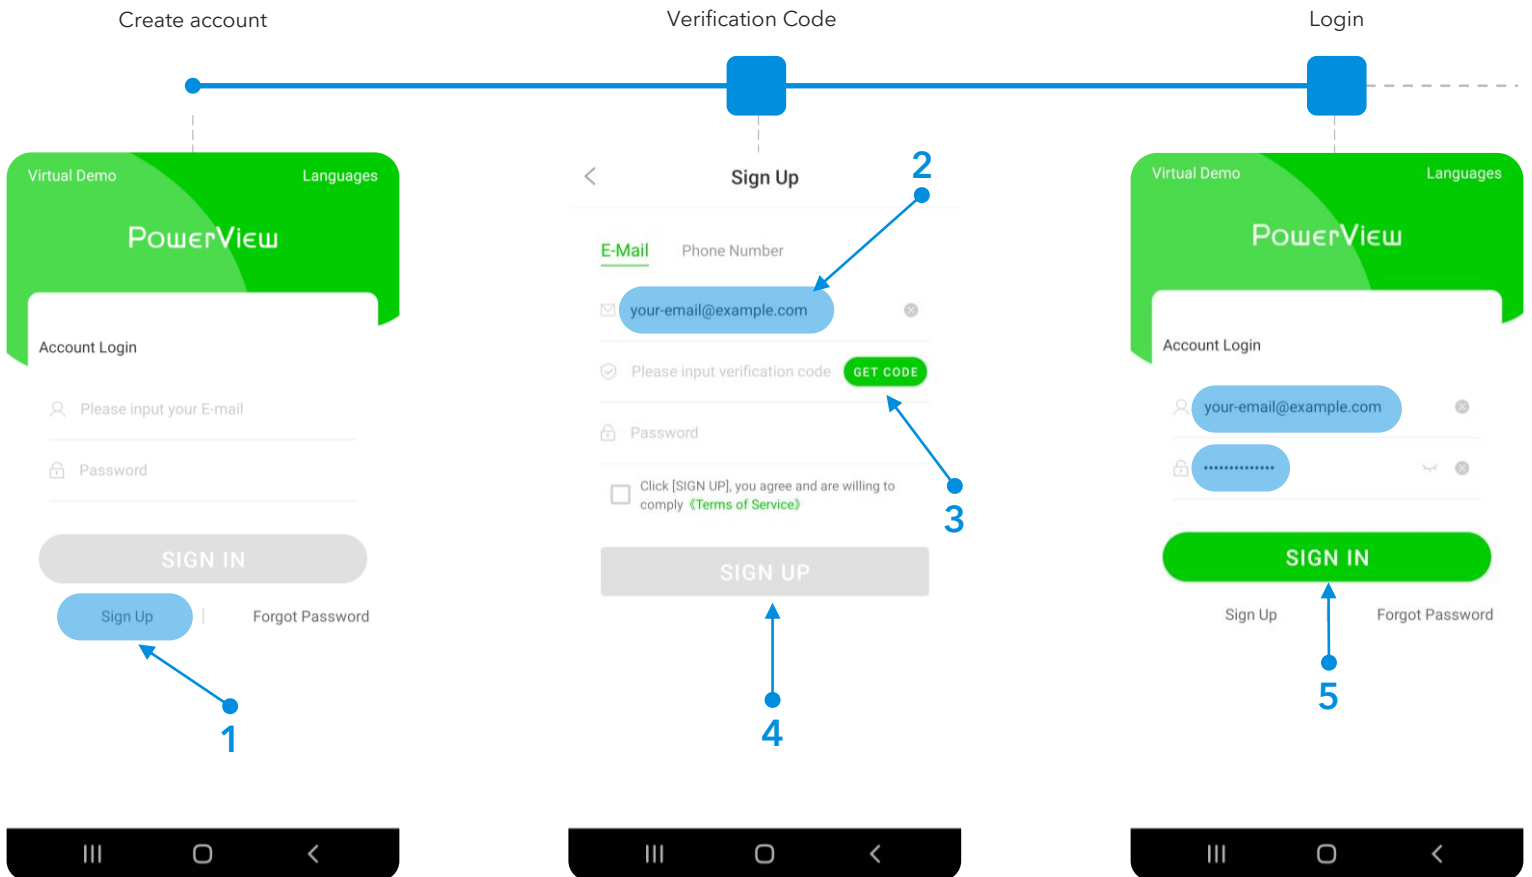 Create account
Verification Code
Login
Virtual Demo
Languages
PowerView
Account Login
Please input your E-mail
Password
SIGN IN
Sign Up
Forgot Password
1
Sign Up
2
E-Mail
Phone Number
your-email@example.com
Please input verification code
GET CODE
Password
Click [SIGN UP], you agree and are willing to
comply《Terms of Service》
3
SIGN UP
4
Virtual Demo
Languages
PowerView
Account Login
your-email@example.com
••••••••••••••
SIGN IN
Sign Up
Forgot Password
5